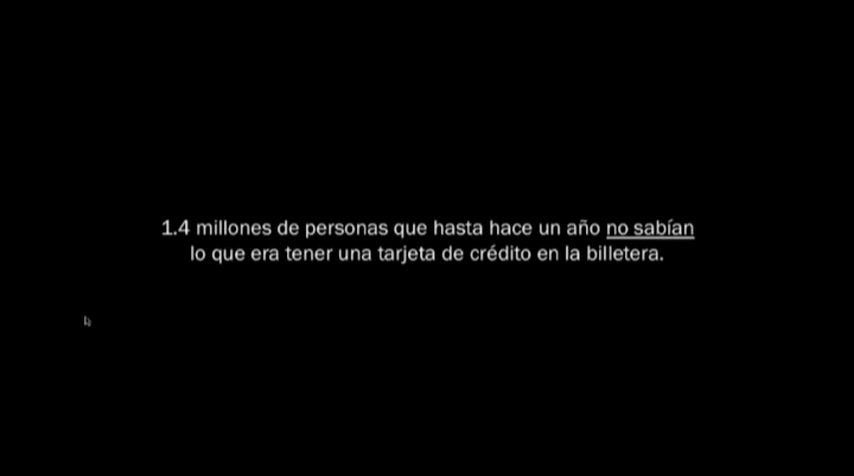 1.4 millones de personas que hasta hace un año no sabían
lo que era tener una tarjeta de crédito en la billetera.